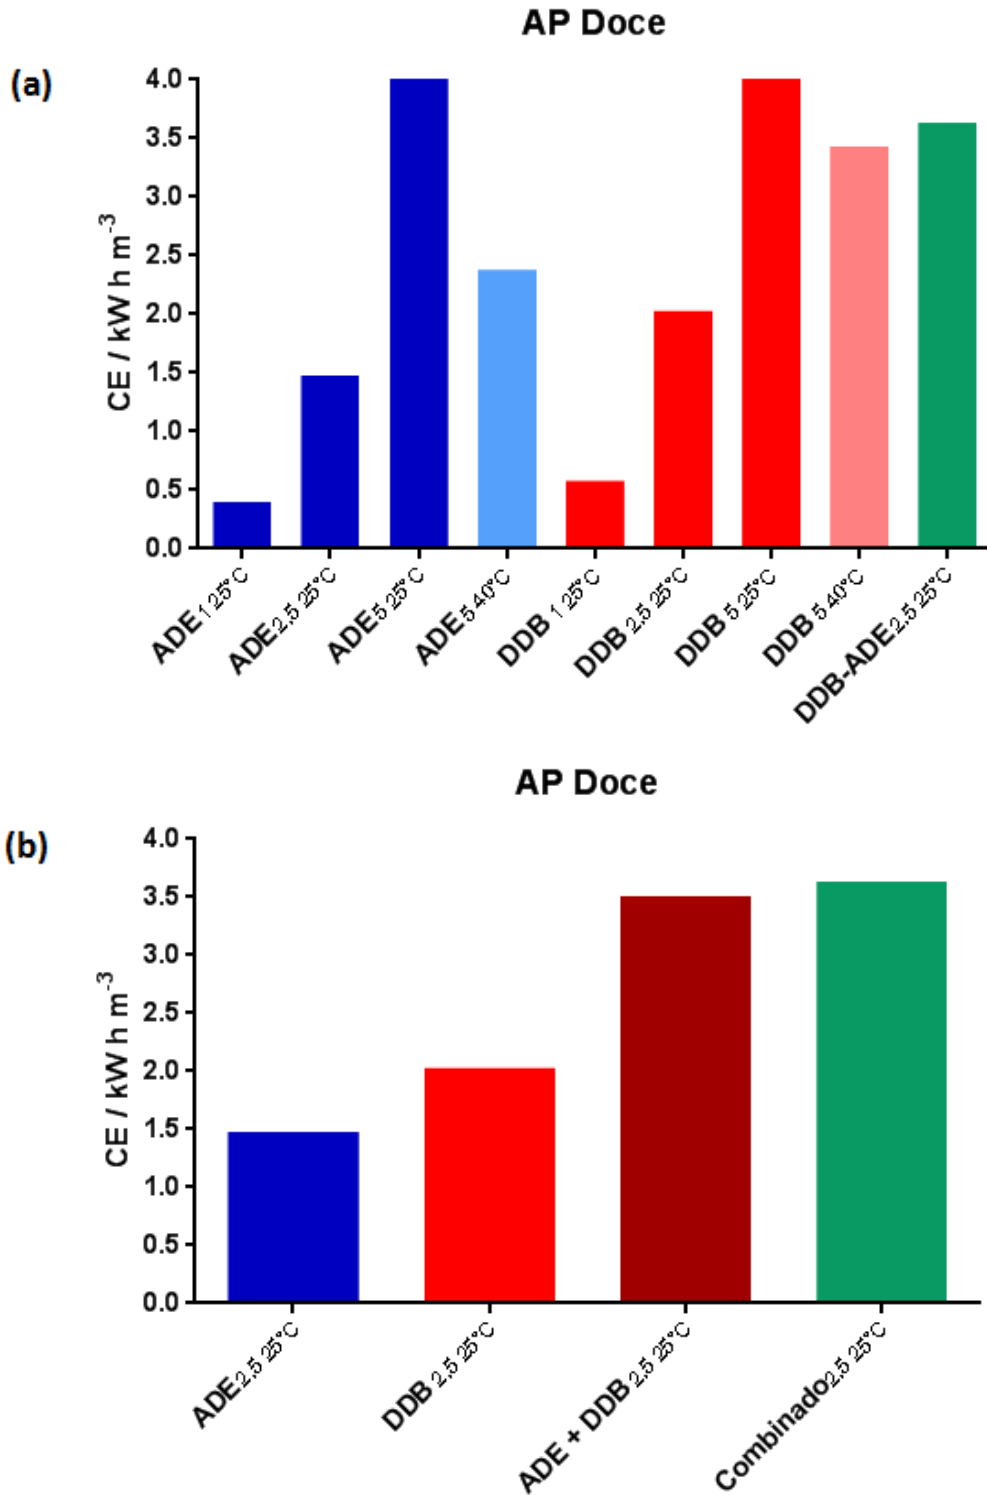 AP Doce
(a)
CE / kW h m-3
4.0
3.5
3.0
2.5
2.0
1.5
1.0
0.5
0.0
ADE1 25°C
ADE2,5 25°C
ADE5 25°C
ADE5 40°C
DDB 1 25°C
DDB 2,5 25°C
DDB 5 25°C
DDB 5 40°C
DDB-ADE2,5 25°C
AP Doce
(b)
CE / kW h m-3
4.0
3.5
3.0
2.5
2.0
1.5
1.0
0.5
0.0
ADE2,5 25°C
DDB 2,5 25°C
ADE + DDB 2,5 25°C
Combinado2,5 25°C